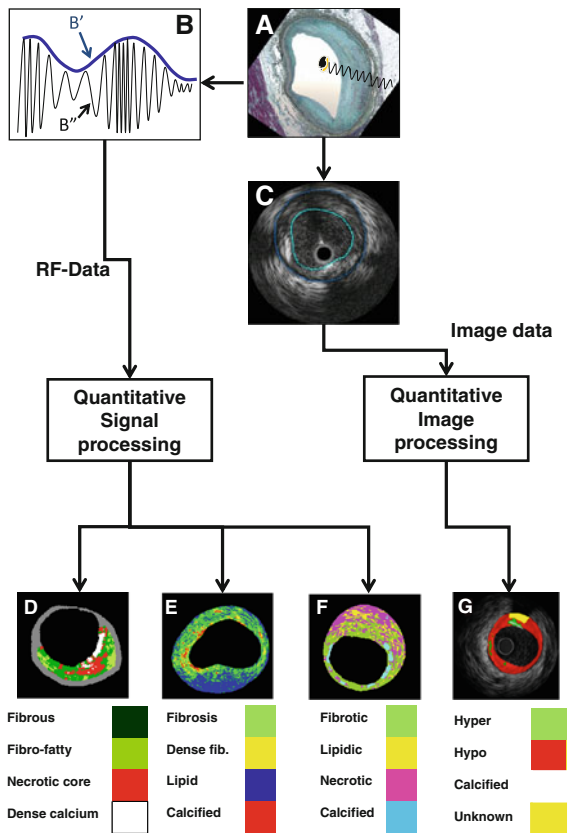 B
A
B′
B″
C
RF-Data
Image data
Quantitative
Signal
processing
Quantitative
Image
processing
D
E
F
G
Fibrous
Fibro-fatty
Necrotic core
Dense calcium
Fibrosis
Dense fib.
Lipid
Calcified
Fibrotic
Lipidic
Necrotic
Calcified
Hyper
Hypo
Calcified
Unknown